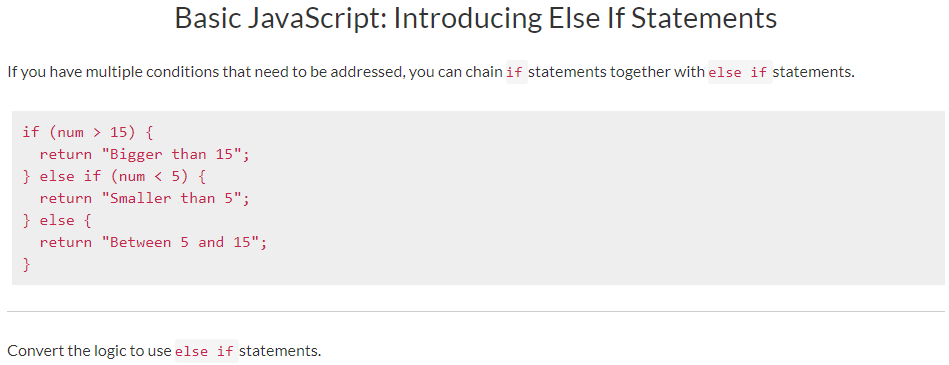 Basic JavaScript: Introducing Else If Statements
If you have multiple conditions that need to be addressed, you can chain if statements together with else if statements.
if (num > 15) {
  return "Bigger than 15";
} else if (num < 5) {
  return "Smaller than 5";
} else {
  return "Between 5 and 15";
}
Convert the logic to use else if statements.